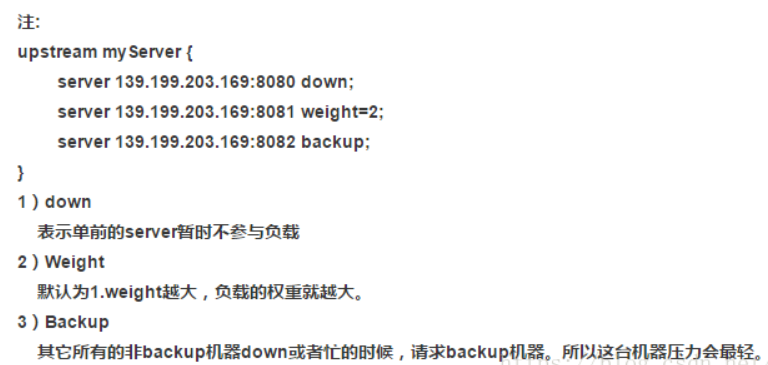 注:
upstream myServer {
server 139.199.203.169:8080 down;
server 139.199.203.169:8081 weight=2;
server 139.199.203.169:8082 backup;
}
1）down
表示单前的server暂时不参与负载
2）Weight
默认为1.weight越大，负载的权重就越大。
3）Backup
其它所有的非backup机器down或者忙的时候，请求backup机器。所以这台机器压力会最轻。